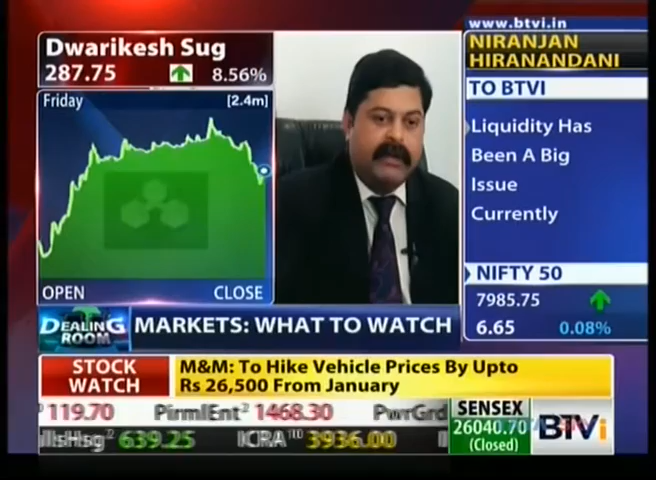 www.btvi.in
Dwarikesh Sug
287.75 8.56%
Friday [2.4m]
OPEN CLOSE
NIRANJAN
HIRANANDANI
TO BTVI
Liquidity Has
Been A Big
Issue
Currently
NIFTY 50
7985.75
6.65 0.08%
DEALING
ROOM
MARKETS: WHAT TO WATCH
STOCK
WATCH
M&M: To Hike Vehicle Prices By Upto
Rs 26,500 From January
119.70 PirmlEnt² 1468.30 PwrGrd
llsHsg² 639.25 ICRA 3936.00
SENSEX
26040.70
(Closed)
BTVi